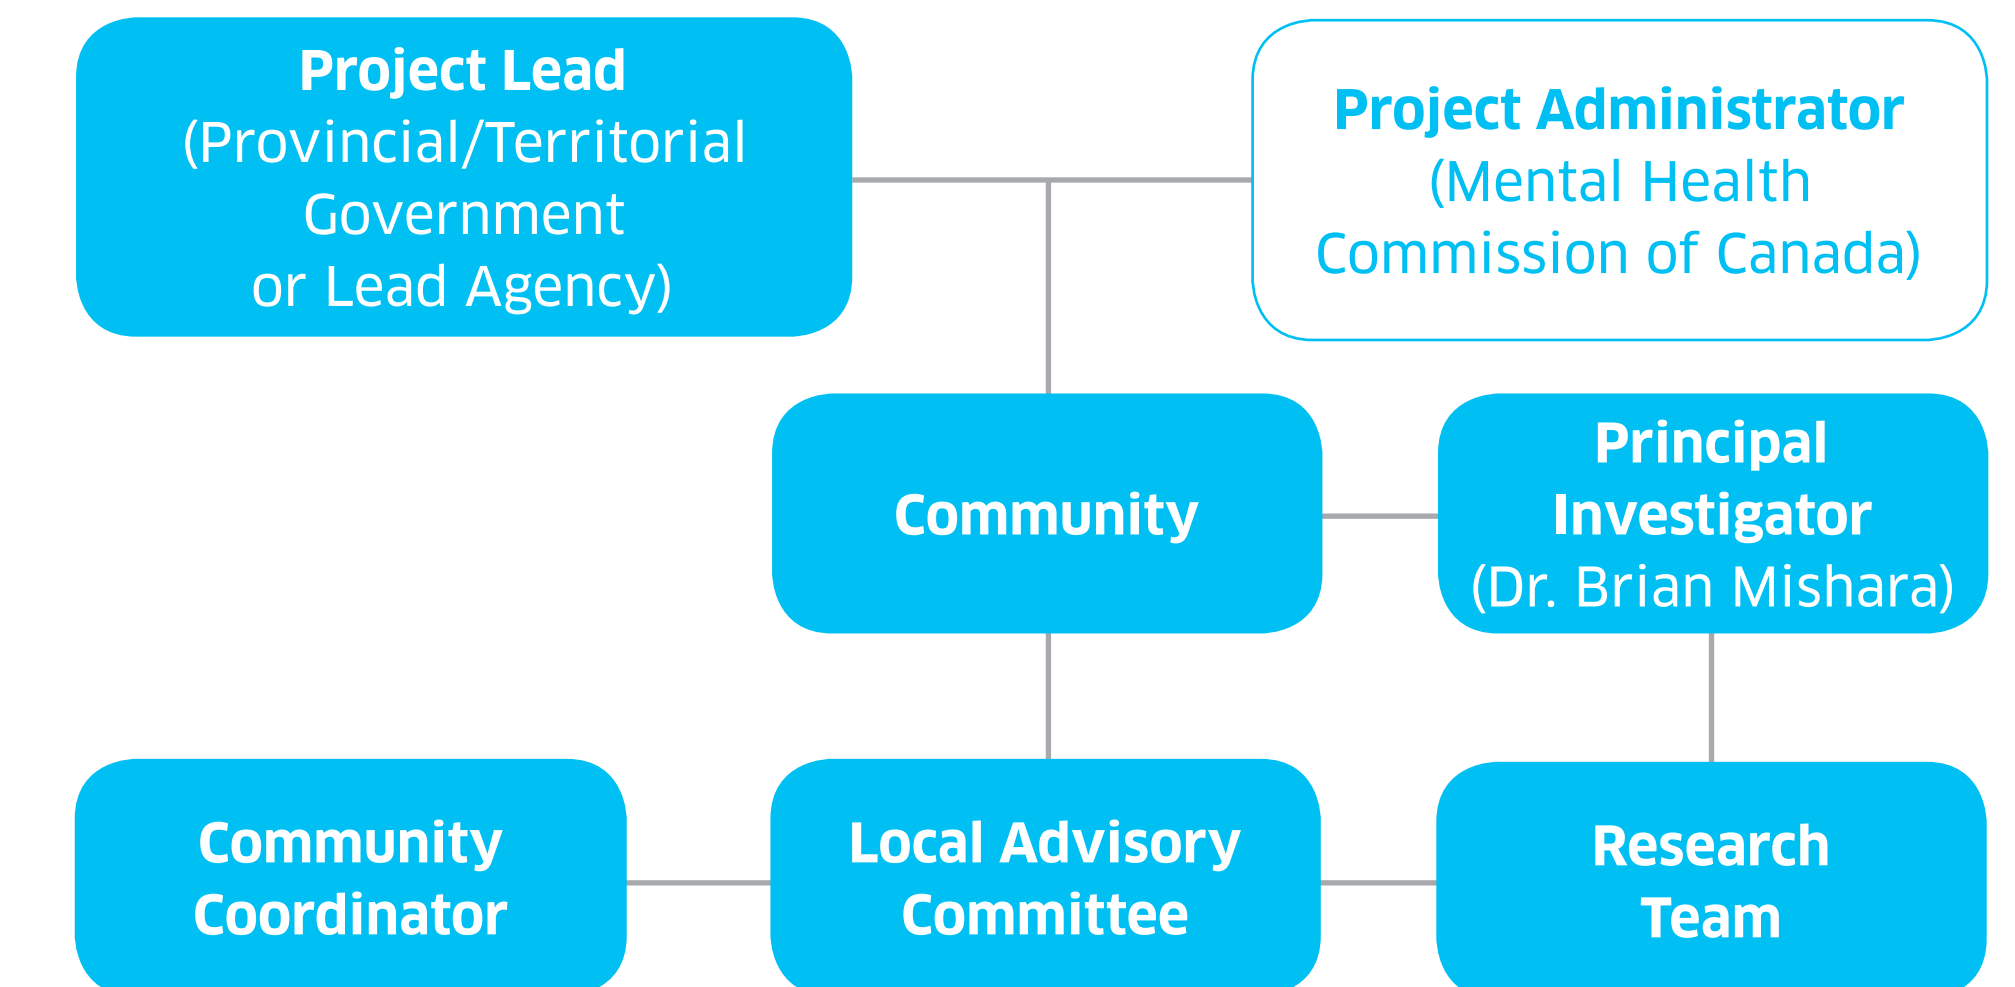 Project Lead
(Provincial/Territorial
Government
or Lead Agency)
Project Administrator
(Mental Health
Commission of Canada)
Community
Principal
Investigator
(Dr. Brian Mishara)
Community
Coordinator
Local Advisory
Committee
Research
Team